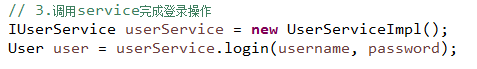 // 3.调用service完成登录操作
IUserService userService = new UserServiceImpl();
User user = userService.login(username, password);